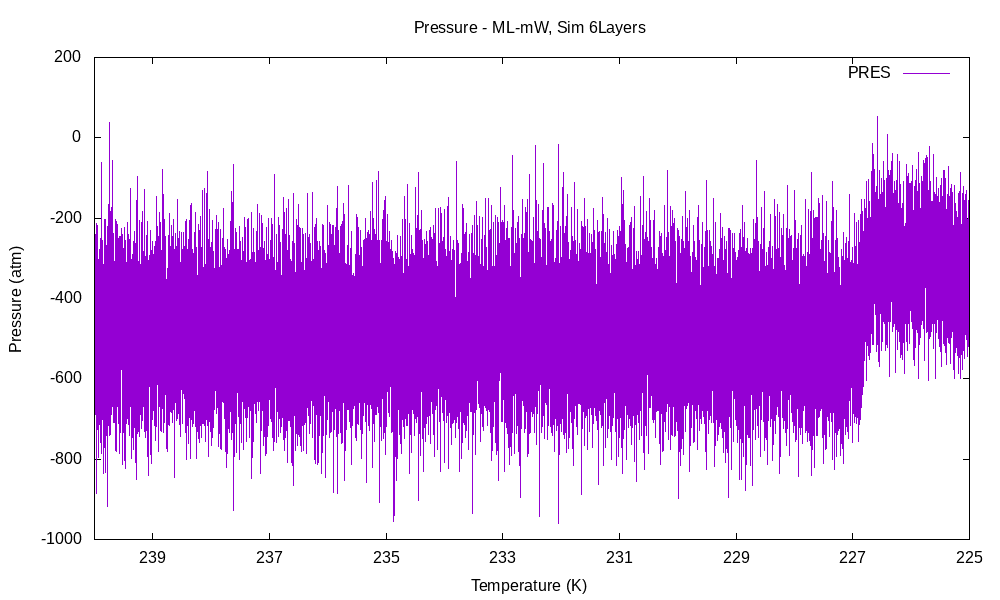 Pressure - ML-mW, Sim 6Layers
PRES
200
0
-200
-400
-600
-800
-1000
Pressure (atm)
239 237 235 233 231 229 227 225
Temperature (K)